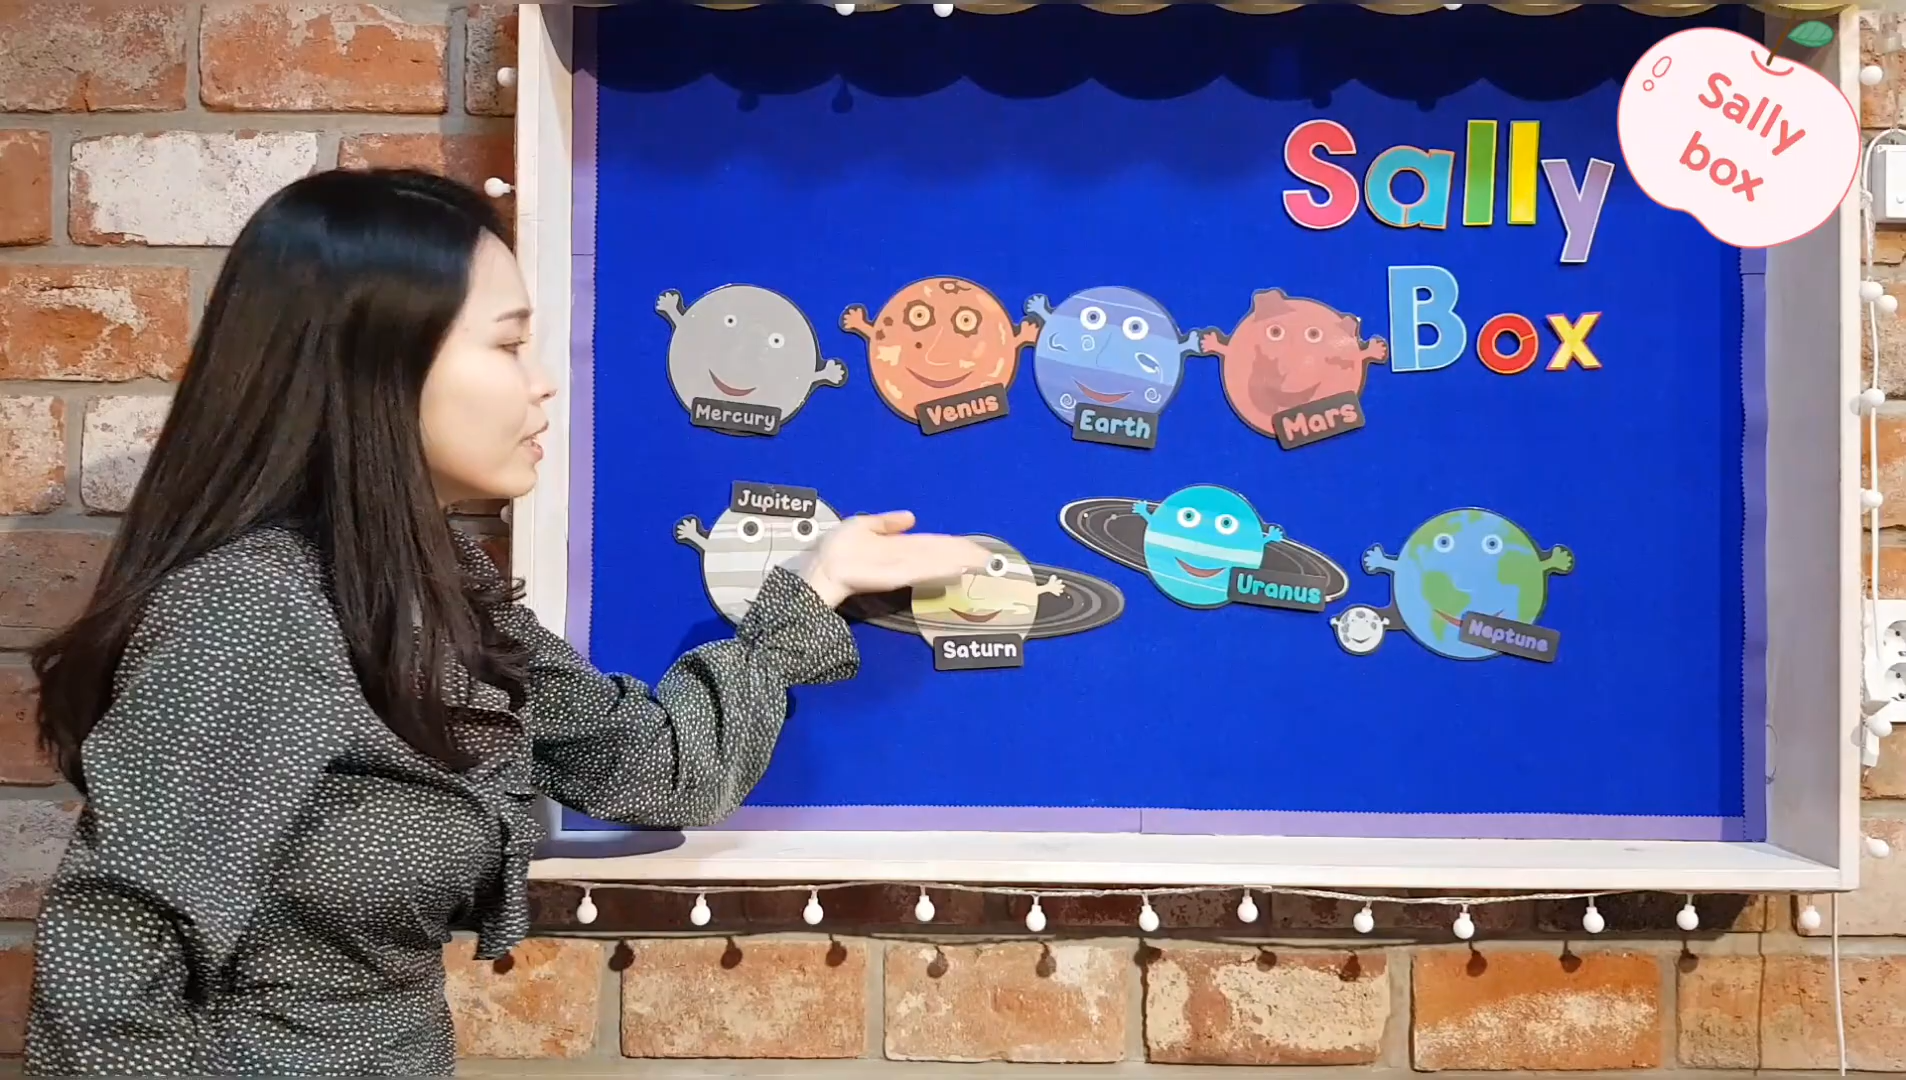 Sally
box
Sally
Box
Mercury
Venus
Earth
Mars
Jupiter
Saturn
Uranus
Neptune